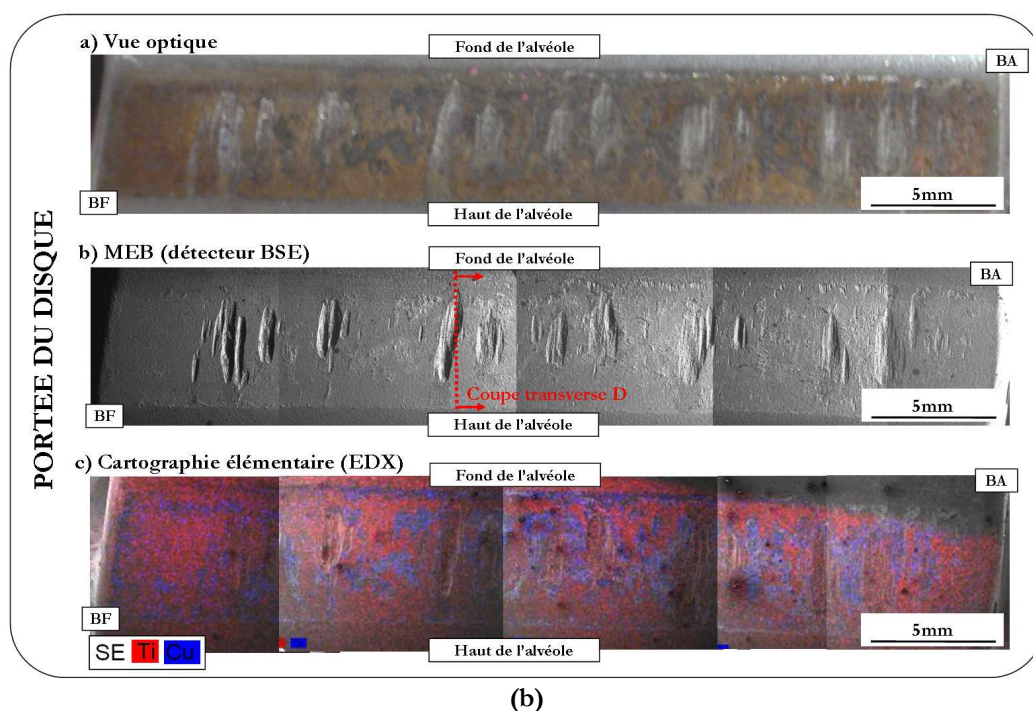 PORTEE DU DISQUE
a) Vue optique
Fond de l'alvéole
BA
BF
5mm
Haut de l'alvéole
b) MEB (détecteur BSE)
Fond de l'alvéole
BA
Coupe transverse D
BF
5mm
Haut de l'alvéole
c) Cartographie élémentaire (EDX)
Fond de l'alvéole
BA
BF
5mm
SE Ti Cu
Haut de l'alvéole
(b)